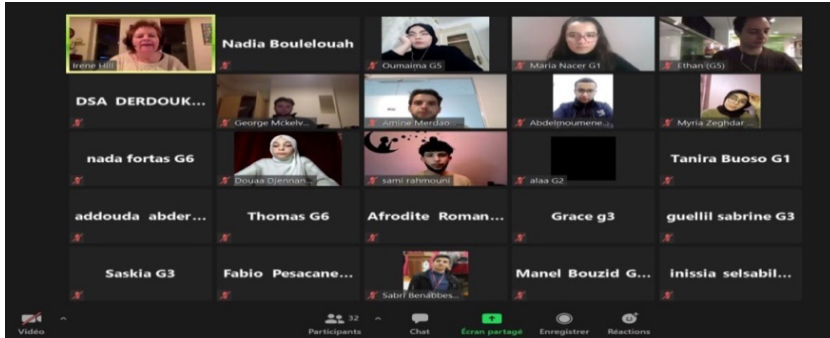 Irene Hill
Nadia Boulelouah
Oumaima G5
Maria Nacer G1
Ethan (G5)
DSA DERDOUK...
George Mckelv...
Amine Merdao...
Abdelmoumene...
Myria Zeghdar...
nada fortas G6
Douaa Djennan...
sami rahmouni
alaa G2
Tanira Buoso G1
addouda abder...
Thomas G6
Afrodite Roman...
Grace g3
guellil sabrine G3
Saskia G3
Fabio Pesacane...
Sabri Benabbes...
Manel Bouzid G...
inissia selsabil...
32
Vidéo
Participants
Chat
Écran partagé
Enregistrer
Réactions